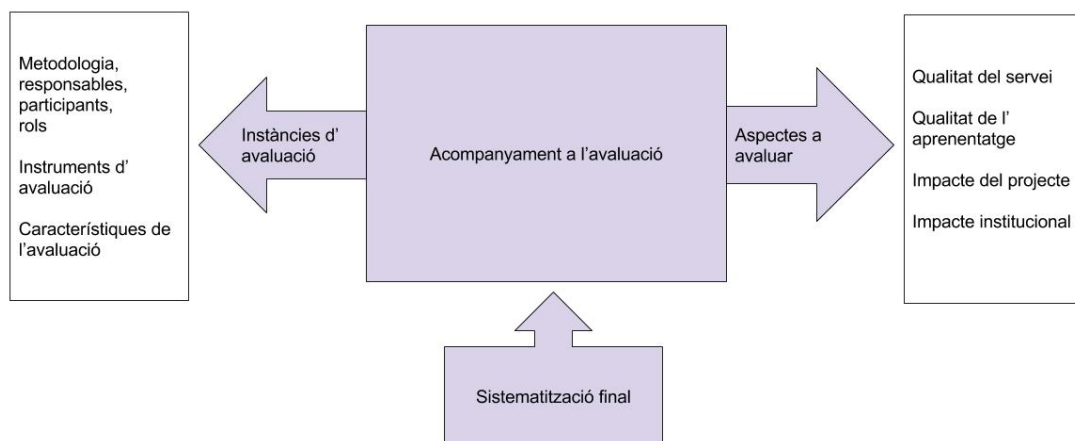 Metodologia,
responsables,
participants,
rols
Instruments d’
avaluació
Característiques de
l’avaluació
Instàncies d’
avaluació
Acompanyament a l’avaluació
Aspectes a
avaluar
Qualitat del servei
Qualitat de l’
aprenentatge
Impacte del projecte
Impacte institucional
Sistematització final